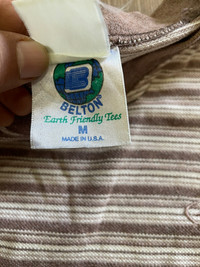 B
BELTON
Earth Friendly Tees
M
MADE IN U.S.A.